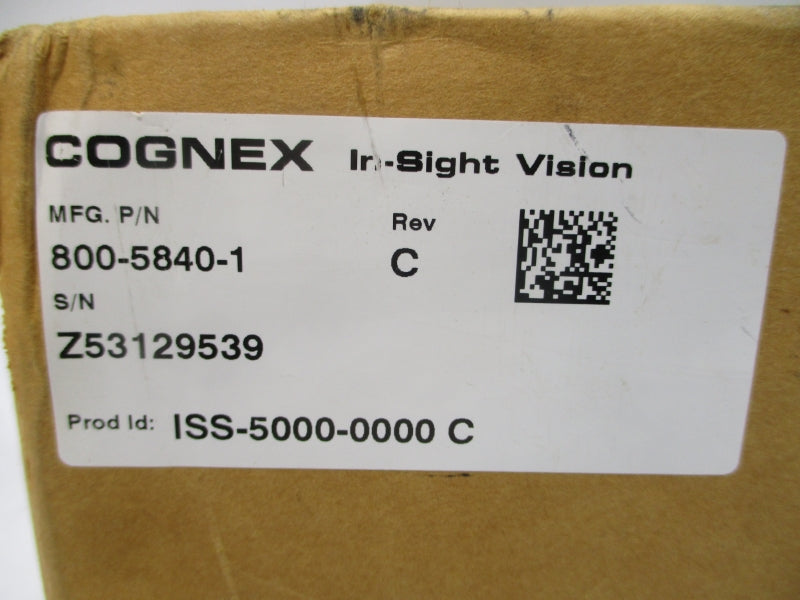 COGNEX In-Sight Vision
MFG. P/N Rev
800-5840-1 C
S/N
Z53129539
Prod Id: ISS-5000-0000 C